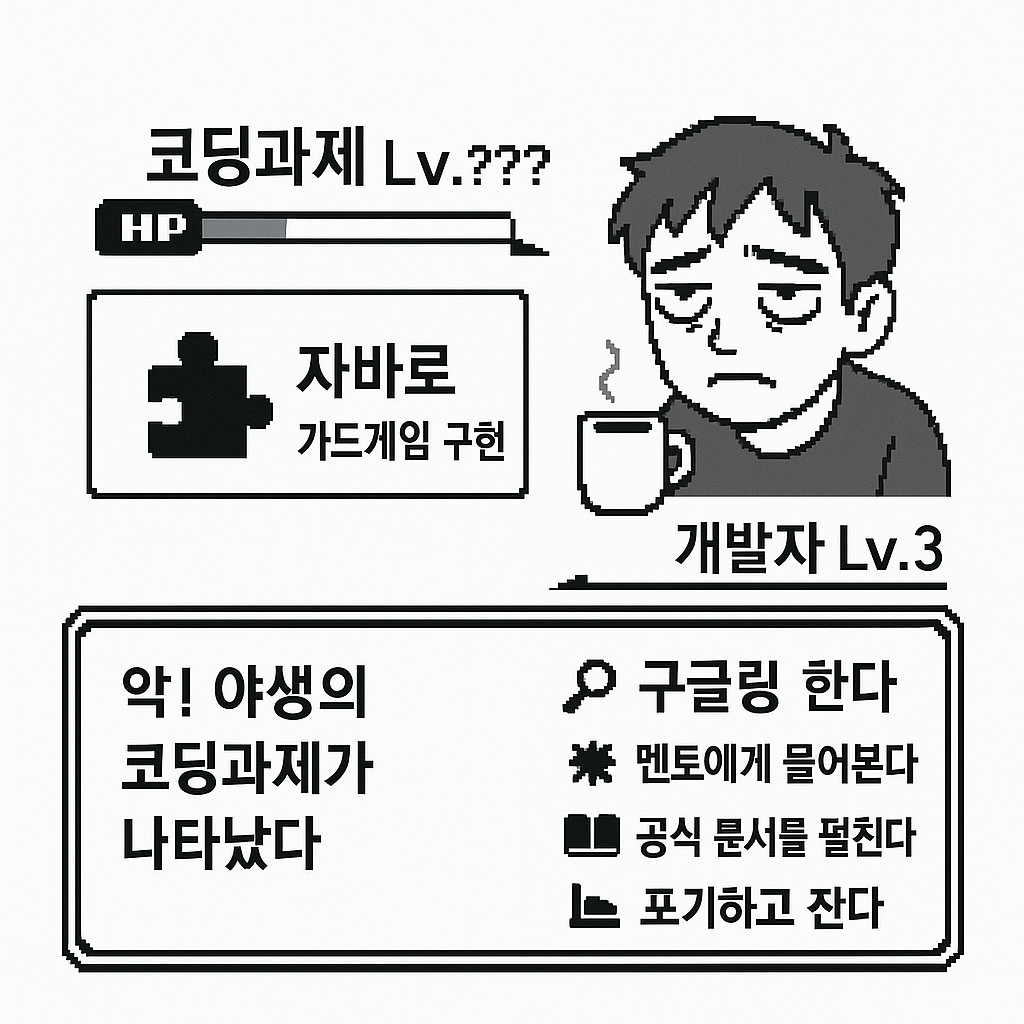 코딩과제 Lv.???
HP
자바로
가드게임 구현
개발자 Lv.3
악! 야생의
코딩과제가
나타났다
구글링 한다
멘토에게 믈어본다
공식 문서를 펼친다
포기하고 잔다